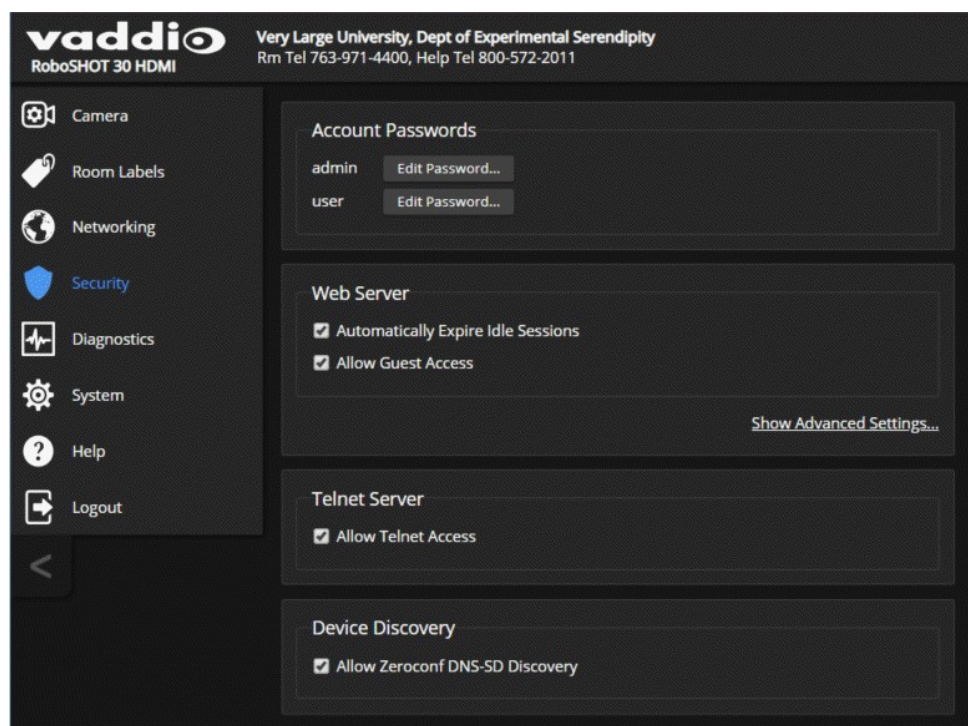 vaddio
RoboSHOT 30 HDMI
Very Large University, Dept of Experimental Serendipity
Rm Tel 763-971-4400, Help Tel 800-572-2011
Camera
Room Labels
Networking
Security
Diagnostics
System
Help
Logout
Account Passwords
admin Edit Password...
user Edit Password...
Web Server
Automatically Expire Idle Sessions
Allow Guest Access
Show Advanced Settings...
Telnet Server
Allow Telnet Access
Device Discovery
Allow Zeroconf DNS-SD Discovery